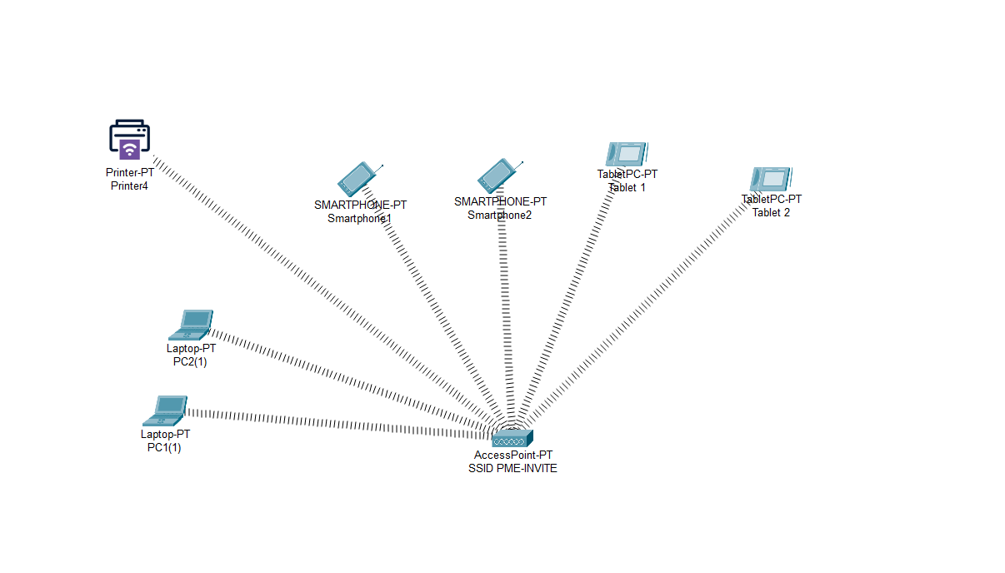 Printer-PT
Printer4
SMARTPHONE-PT
Smartphone1
SMARTPHONE-PT
Smartphone2
TabletPC-PT
Tablet 1
TabletPC-PT
Tablet 2
Laptop-PT
PC2(1)
Laptop-PT
PC1(1)
AccessPoint-PT
SSID PME-INVITE